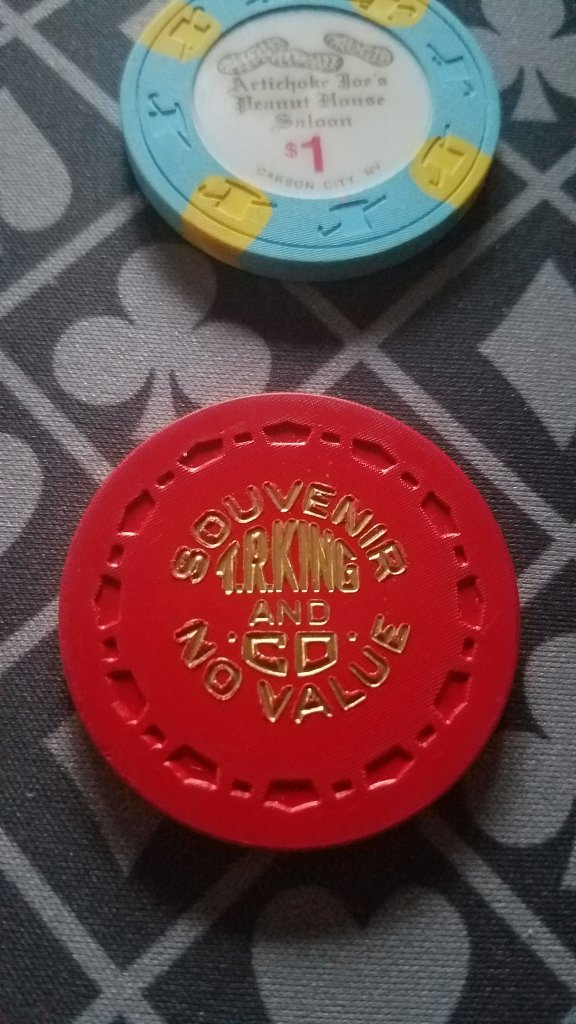 Artichoke Joe's
Peanut House
Saloon
$1
CARSON CITY, NV
SOUVENIR
T.R.KING
AND
·CO·
NO VALUE